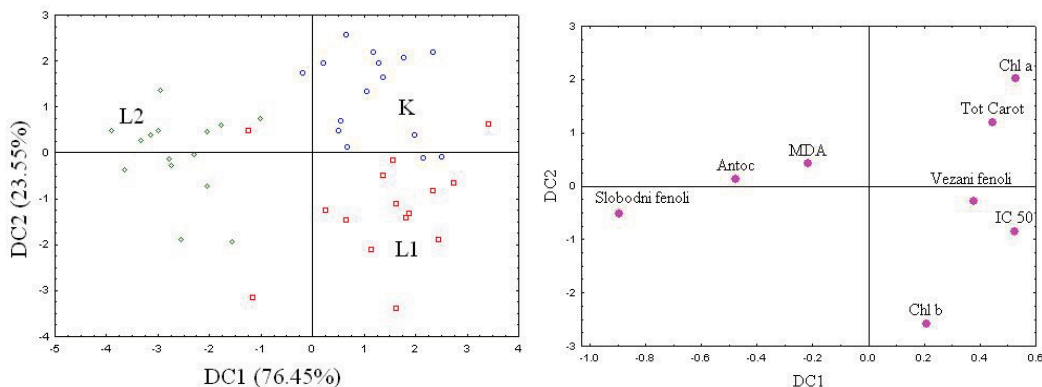 3
2
1
0
-1
-2
-3
-4
-5 -4 -3 -2 -1 0 1 2 3 4
DC2 (23.55%)
DC1 (76.45%)
L2
K
L1
3
2
1
0
-1
-2
-3
-1.0 -0.8 -0.6 -0.4 -0.2 0.0 0.2 0.4 0.6
DC2
DC1
Chl a
Tot Carot
MDA
Antoc
Vezani fenoli
Slobodni fenoli
IC 50
Chl b